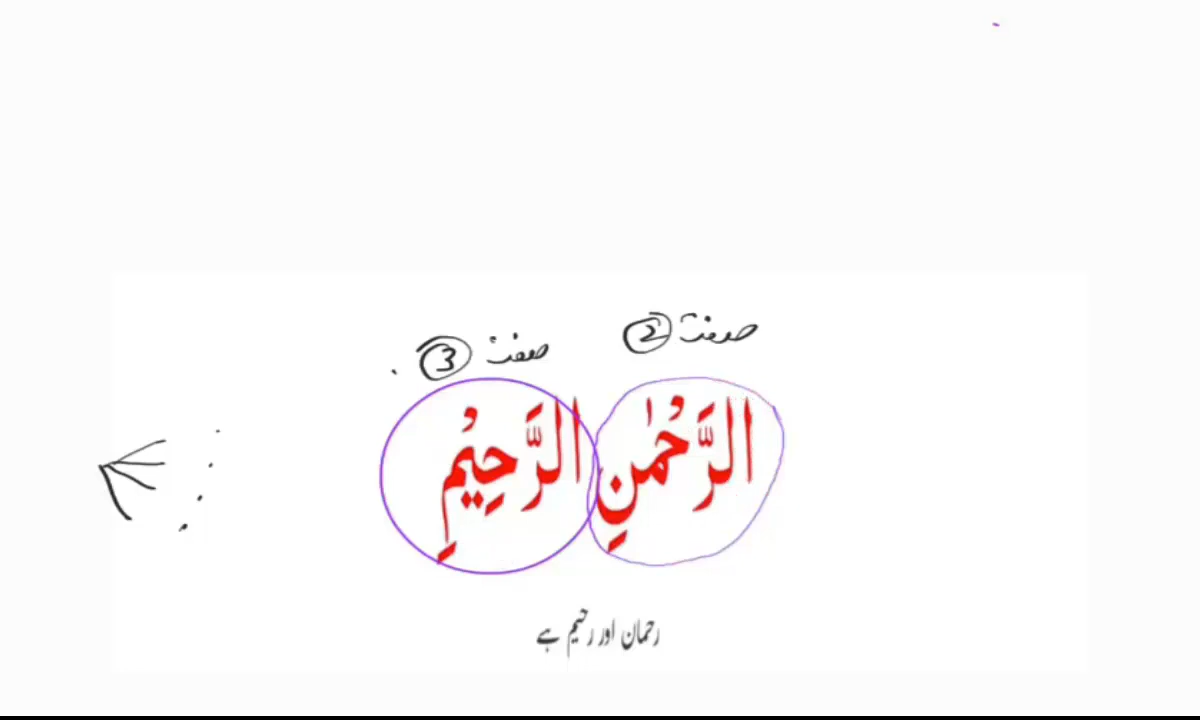 صفت ② صفت ③
الرَّحْمٰنِ الرَّحِيْمِ
رحمان اور رحیم ہے